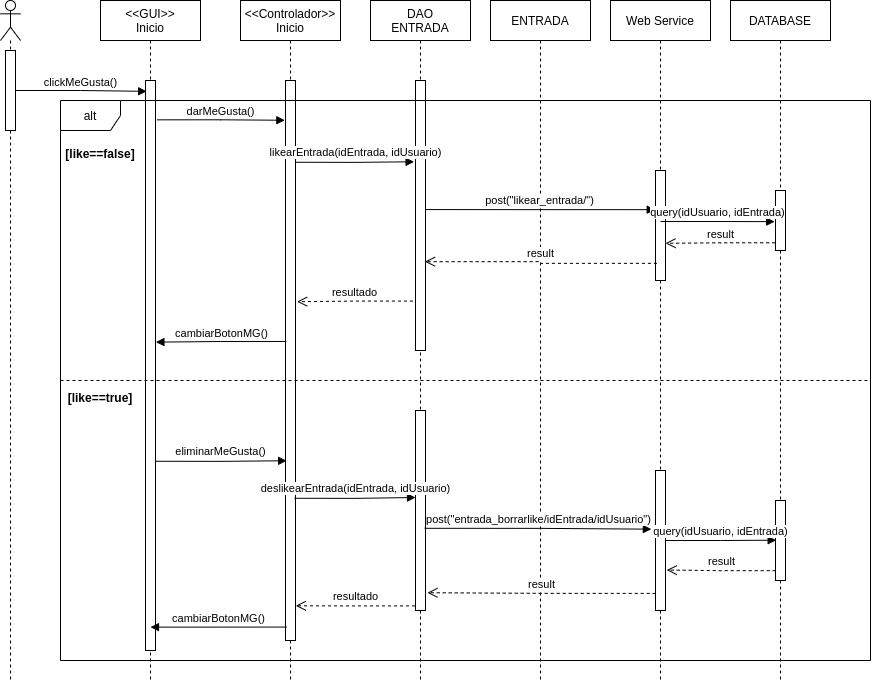 <<GUI>>
Inicio
<<Controlador>>
Inicio
DAO
ENTRADA
ENTRADA
Web Service
DATABASE
clickMeGusta()
alt
darMeGusta()
[like==false]
likearEntrada(idEntrada, idUsuario)
post("likear_entrada/")
query(idUsuario, idEntrada)
result
result
resultado
cambiarBotonMG()
[like==true]
eliminarMeGusta()
deslikearEntrada(idEntrada, idUsuario)
post("entrada_borrarlike/idEntrada/idUsuario")
query(idUsuario, idEntrada)
result
result
resultado
cambiarBotonMG()